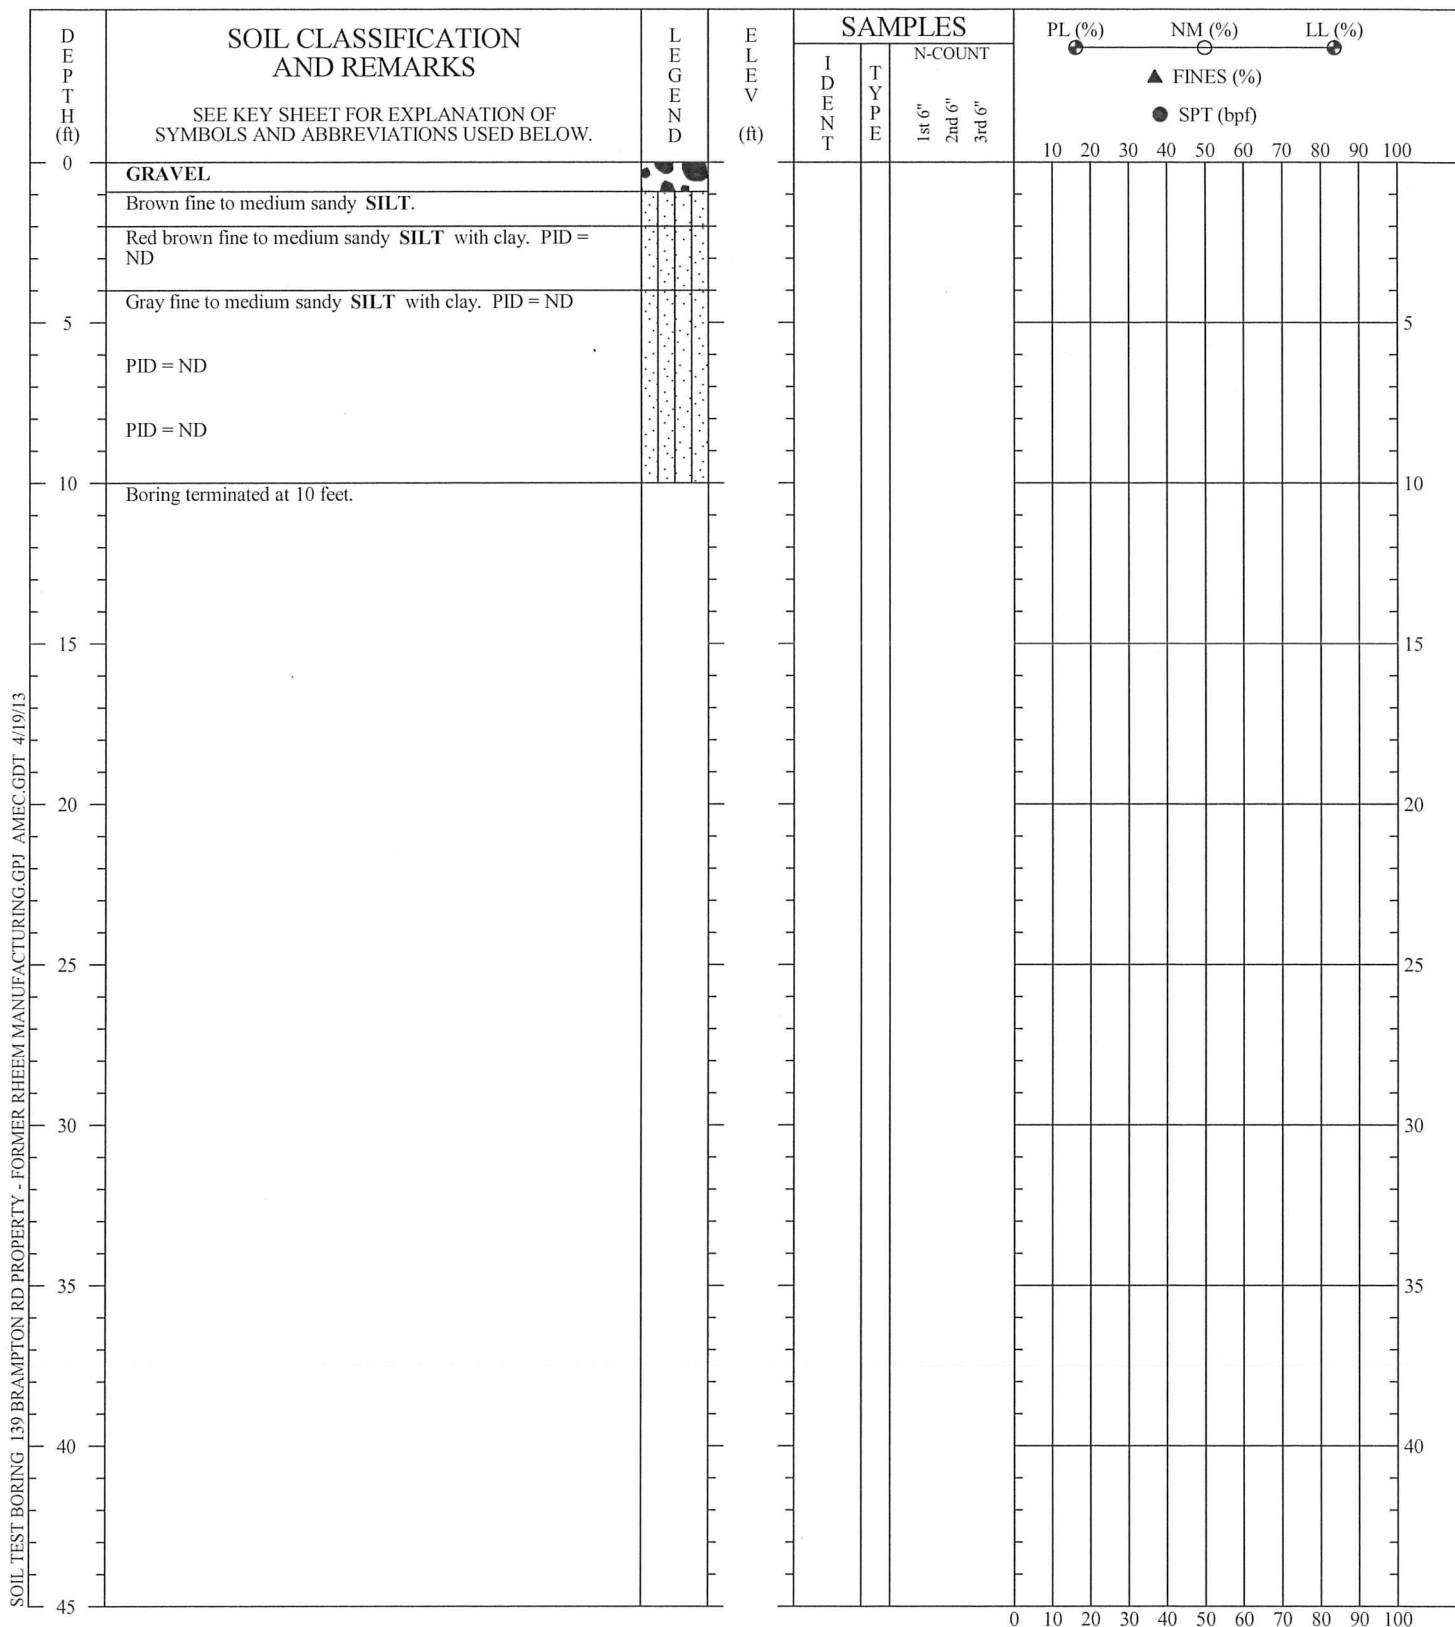 DEPTH (ft)
SOIL CLASSIFICATION
AND REMARKS
SEE KEY SHEET FOR EXPLANATION OF
SYMBOLS AND ABBREVIATIONS USED BELOW.
LEGEND
ELEV (ft)
SAMPLES
IDENT
TYPE
N-COUNT
1st 6"
2nd 6"
3rd 6"
PL (%) NM (%) LL (%)
FINES (%)
SPT (bpf)
10 20 30 40 50 60 70 80 90 100
0
GRAVEL
Brown fine to medium sandy SILT.
Red brown fine to medium sandy SILT with clay. PID =
ND
Gray fine to medium sandy SILT with clay. PID = ND
5 5
PID = ND
PID = ND
10 10
Boring terminated at 10 feet.
15 15
20 20
25 25
30 30
35 35
40 40
45
0 10 20 30 40 50 60 70 80 90 100
SOIL TEST BORING 139 BRAMPTON RD PROPERTY - FORMER RHEEM MANUFACTURING.GPJ AMEC.GDT 4/19/13